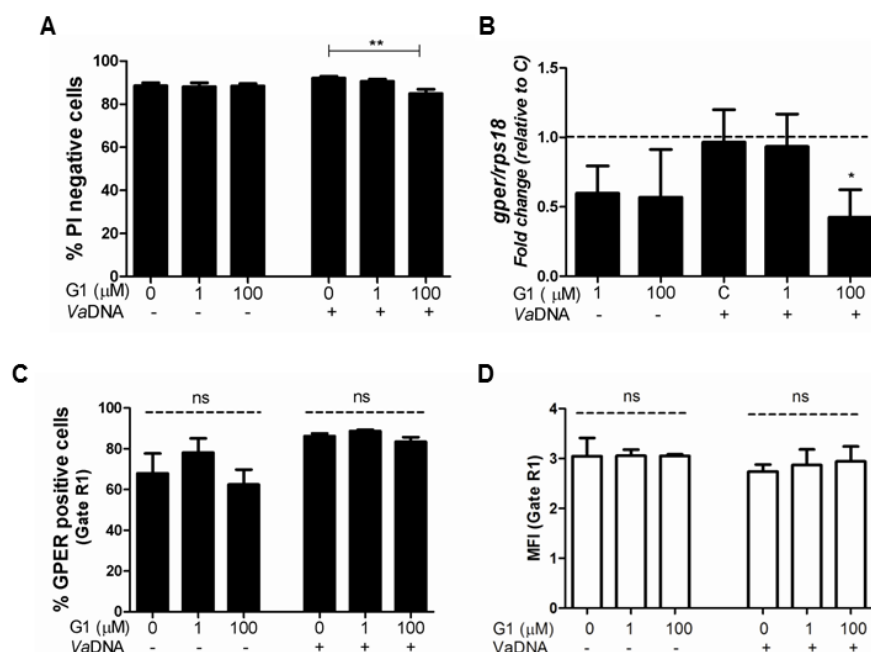 A
**
100
80
60
40
20
0
% PI negative cells
G1 (μM) 0 1 100 0 1 100
VaDNA - - - + + +
B
1.5
1.0
0.5
0.0
gper/rps18
Fold change (relative to C)
*
G1 ( μM) 1 100 C 1 100
VaDNA - - + + +
C
ns ns
100
80
60
40
20
0
% GPER positive cells
(Gate R1)
G1 (μM) 0 1 100 0 1 100
VaDNA - - - + + +
D
ns ns
4
3
2
1
0
MFI (Gate R1)
G1 (μM) 0 1 100 0 1 100
VaDNA - - - + + +